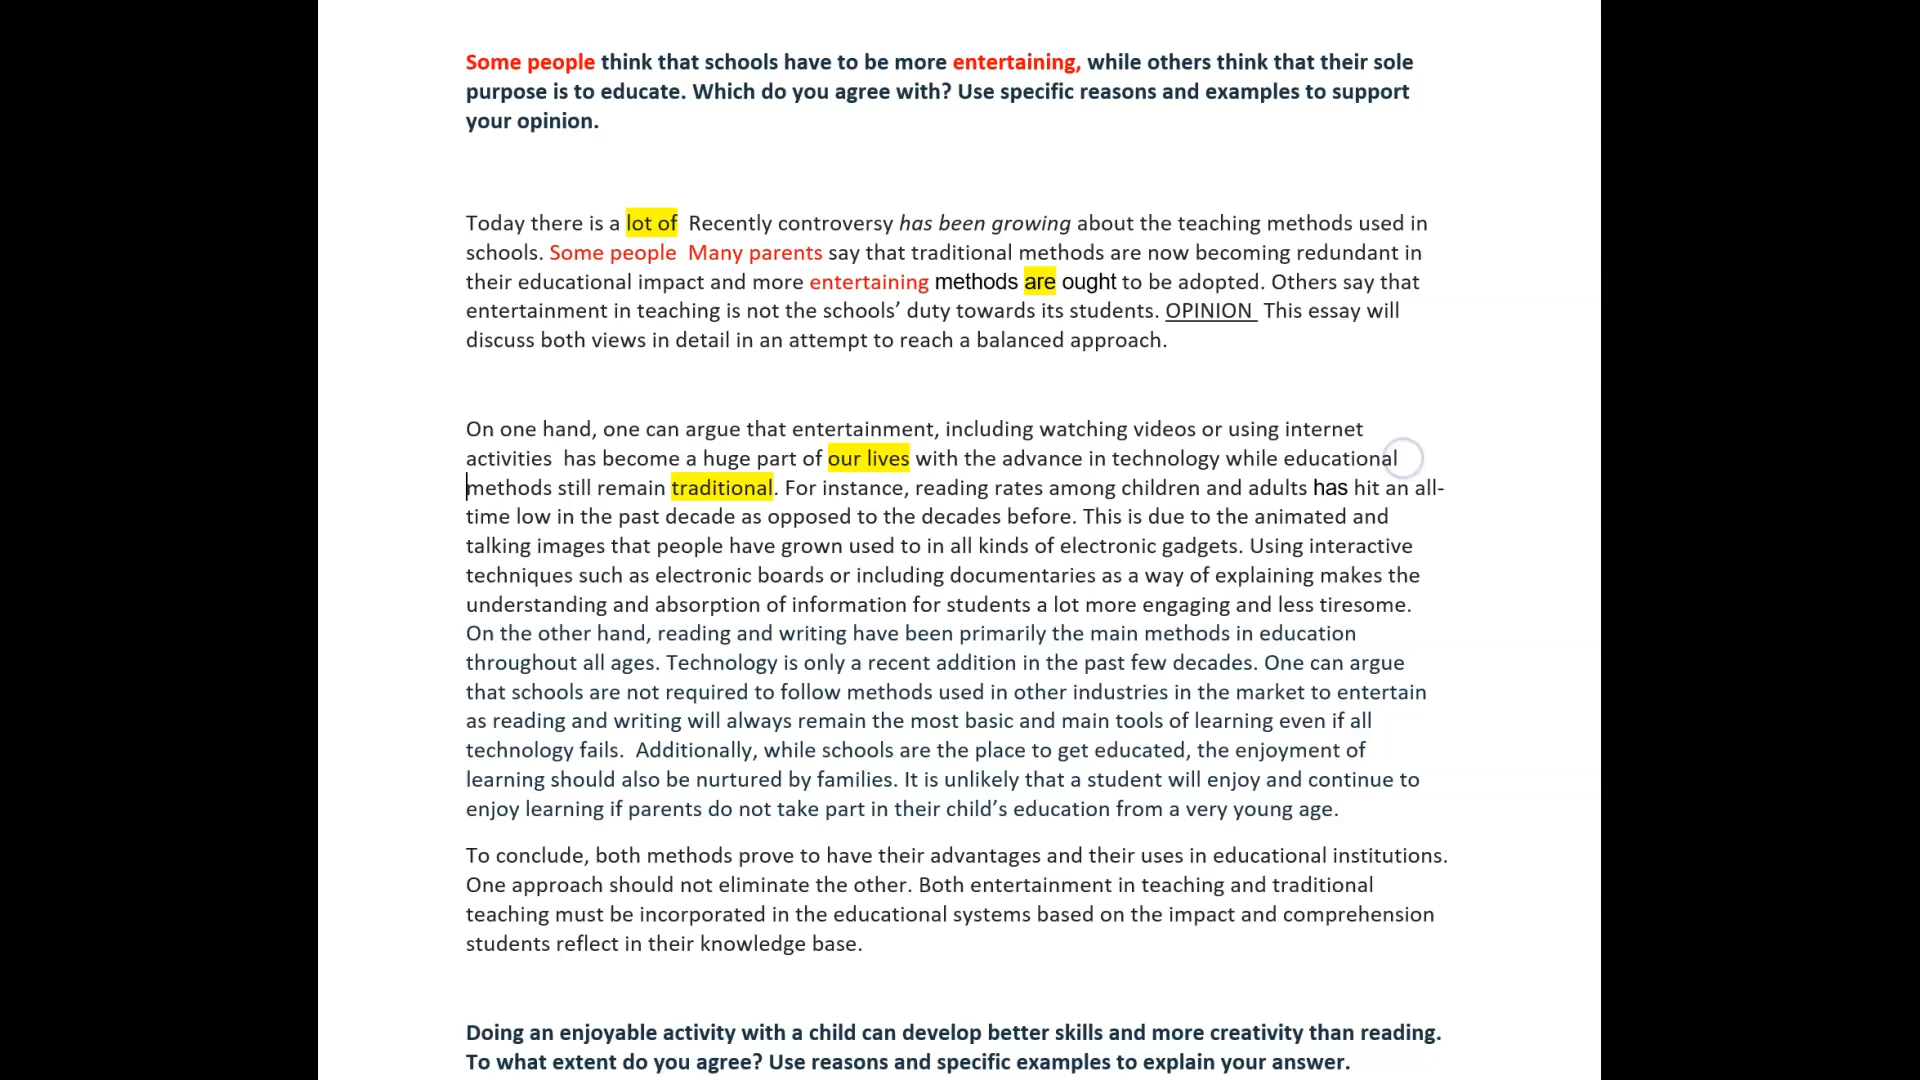 Some people think that schools have to be more entertaining, while others think that their sole
purpose is to educate. Which do you agree with? Use specific reasons and examples to support
your opinion.
Today there is a lot of  Recently controversy has been growing about the teaching methods used in
schools. Some people  Many parents say that traditional methods are now becoming redundant in
their educational impact and more entertaining methods are ought to be adopted. Others say that
entertainment in teaching is not the schools’ duty towards its students. OPINION  This essay will
discuss both views in detail in an attempt to reach a balanced approach.
On one hand, one can argue that entertainment, including watching videos or using internet
activities  has become a huge part of our lives with the advance in technology while educational
methods still remain traditional. For instance, reading rates among children and adults has hit an all-
time low in the past decade as opposed to the decades before. This is due to the animated and
talking images that people have grown used to in all kinds of electronic gadgets. Using interactive
techniques such as electronic boards or including documentaries as a way of explaining makes the
understanding and absorption of information for students a lot more engaging and less tiresome.
On the other hand, reading and writing have been primarily the main methods in education
throughout all ages. Technology is only a recent addition in the past few decades. One can argue
that schools are not required to follow methods used in other industries in the market to entertain
as reading and writing will always remain the most basic and main tools of learning even if all
technology fails.  Additionally, while schools are the place to get educated, the enjoyment of
learning should also be nurtured by families. It is unlikely that a student will enjoy and continue to
enjoy learning if parents do not take part in their child’s education from a very young age.
To conclude, both methods prove to have their advantages and their uses in educational institutions.
One approach should not eliminate the other. Both entertainment in teaching and traditional
teaching must be incorporated in the educational systems based on the impact and comprehension
students reflect in their knowledge base.
Doing an enjoyable activity with a child can develop better skills and more creativity than reading.
To what extent do you agree? Use reasons and specific examples to explain your answer.